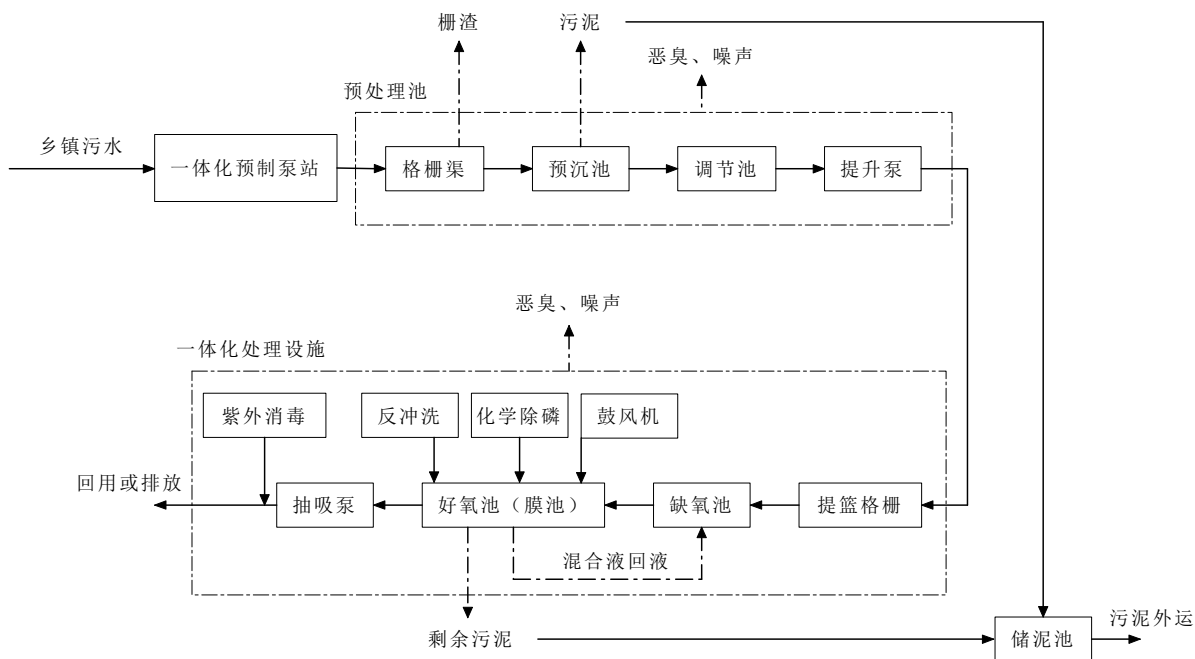 栅渣
污泥
恶臭、噪声
预处理池
乡镇污水
一体化预制泵站
格栅渠
预沉池
调节池
提升泵
恶臭、噪声
一体化处理设施
紫外消毒
反冲洗
化学除磷
鼓风机
回用或排放
抽吸泵
好氧池（膜池）
缺氧池
提篮格栅
混合液回液
剩余污泥
储泥池
污泥外运